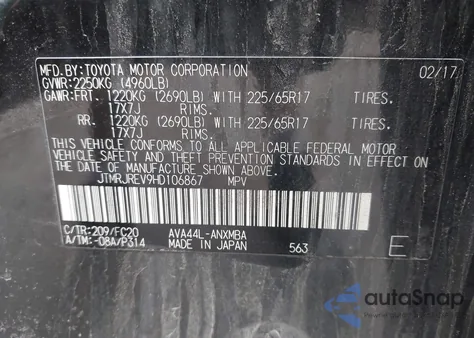 MFD.BY:TOYOTA MOTOR CORPORATION 02/17
GVWR:2250KG (4960LB)
GAWR:FRT. 1220KG (2690LB) WITH 225/65R17 TIRES.
17X7J RIMS.
RR. 1220KG (2690LB) WITH 225/65R17 TIRES.
17X7J RIMS.
THIS VEHICLE CONFORMS TO ALL APPLICABLE FEDERAL MOTOR
VEHICLE SAFETY AND THEFT PREVENTION STANDARDS IN EFFECT
ON THE DATE OF MANUFACTURE SHOWN ABOVE.
JTMRJREV9HD106867 MPV
C/TR:209/FC20 AVA44L-ANXMBA
A/TM:-08A/P314 MADE IN JAPAN 563 E
autoSnap